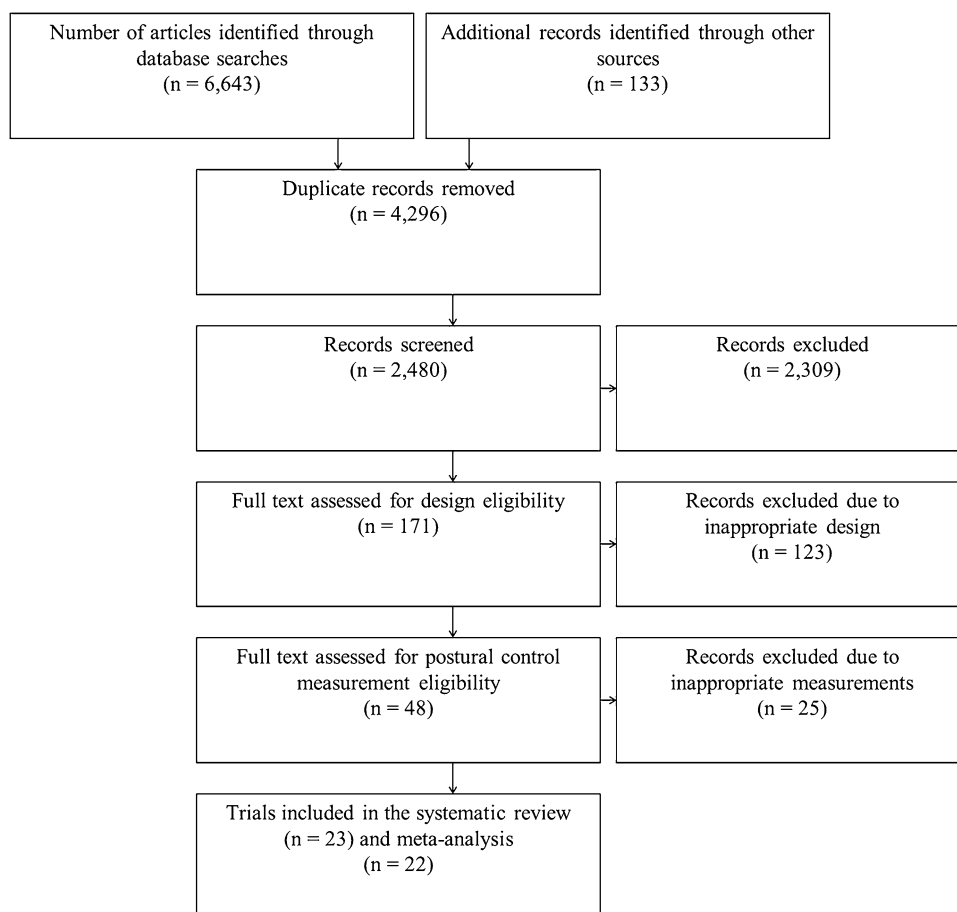 Number of articles identified through
database searches
(n = 6,643)
Additional records identified through other
sources
(n = 133)
Duplicate records removed
(n = 4,296)
Records screened
(n = 2,480)
Records excluded
(n = 2,309)
Full text assessed for design eligibility
(n = 171)
Records excluded due to
inappropriate design
(n = 123)
Full text assessed for postural control
measurement eligibility
(n = 48)
Records excluded due to
inappropriate measurements
(n = 25)
Trials included in the systematic review
(n = 23) and meta-analysis
(n = 22)